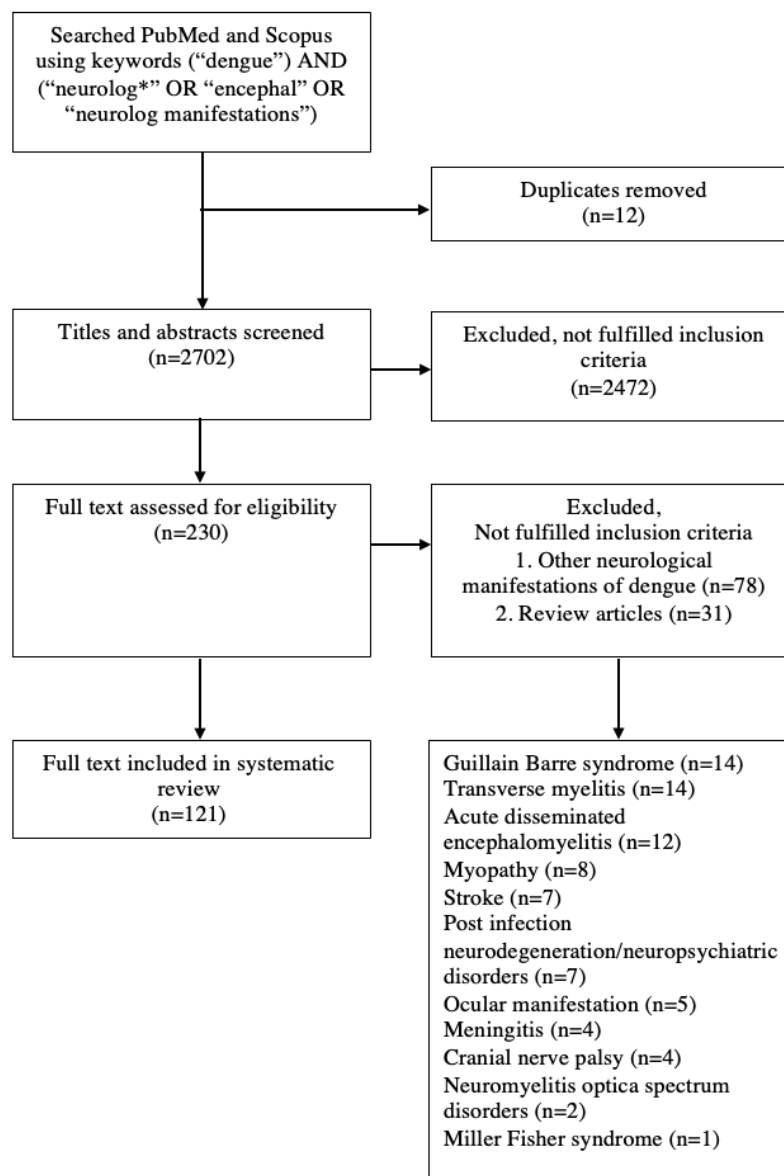 Searched PubMed and Scopus
using keywords (“dengue”) AND
(“neurolog*” OR “encephal” OR
“neurolog manifestations”)
Duplicates removed
(n=12)
Titles and abstracts screened
(n=2702)
Excluded, not fulfilled inclusion
criteria
(n=2472)
Full text assessed for eligibility
(n=230)
Excluded,
Not fulfilled inclusion criteria
1. Other neurological
manifestations of dengue (n=78)
2. Review articles (n=31)
Full text included in systematic
review
(n=121)
Guillain Barre syndrome (n=14)
Transverse myelitis (n=14)
Acute disseminated
encephalomyelitis (n=12)
Myopathy (n=8)
Stroke (n=7)
Post infection
neurodegeneration/neuropsychiatric
disorders (n=7)
Ocular manifestation (n=5)
Meningitis (n=4)
Cranial nerve palsy (n=4)
Neuromyelitis optica spectrum
disorders (n=2)
Miller Fisher syndrome (n=1)